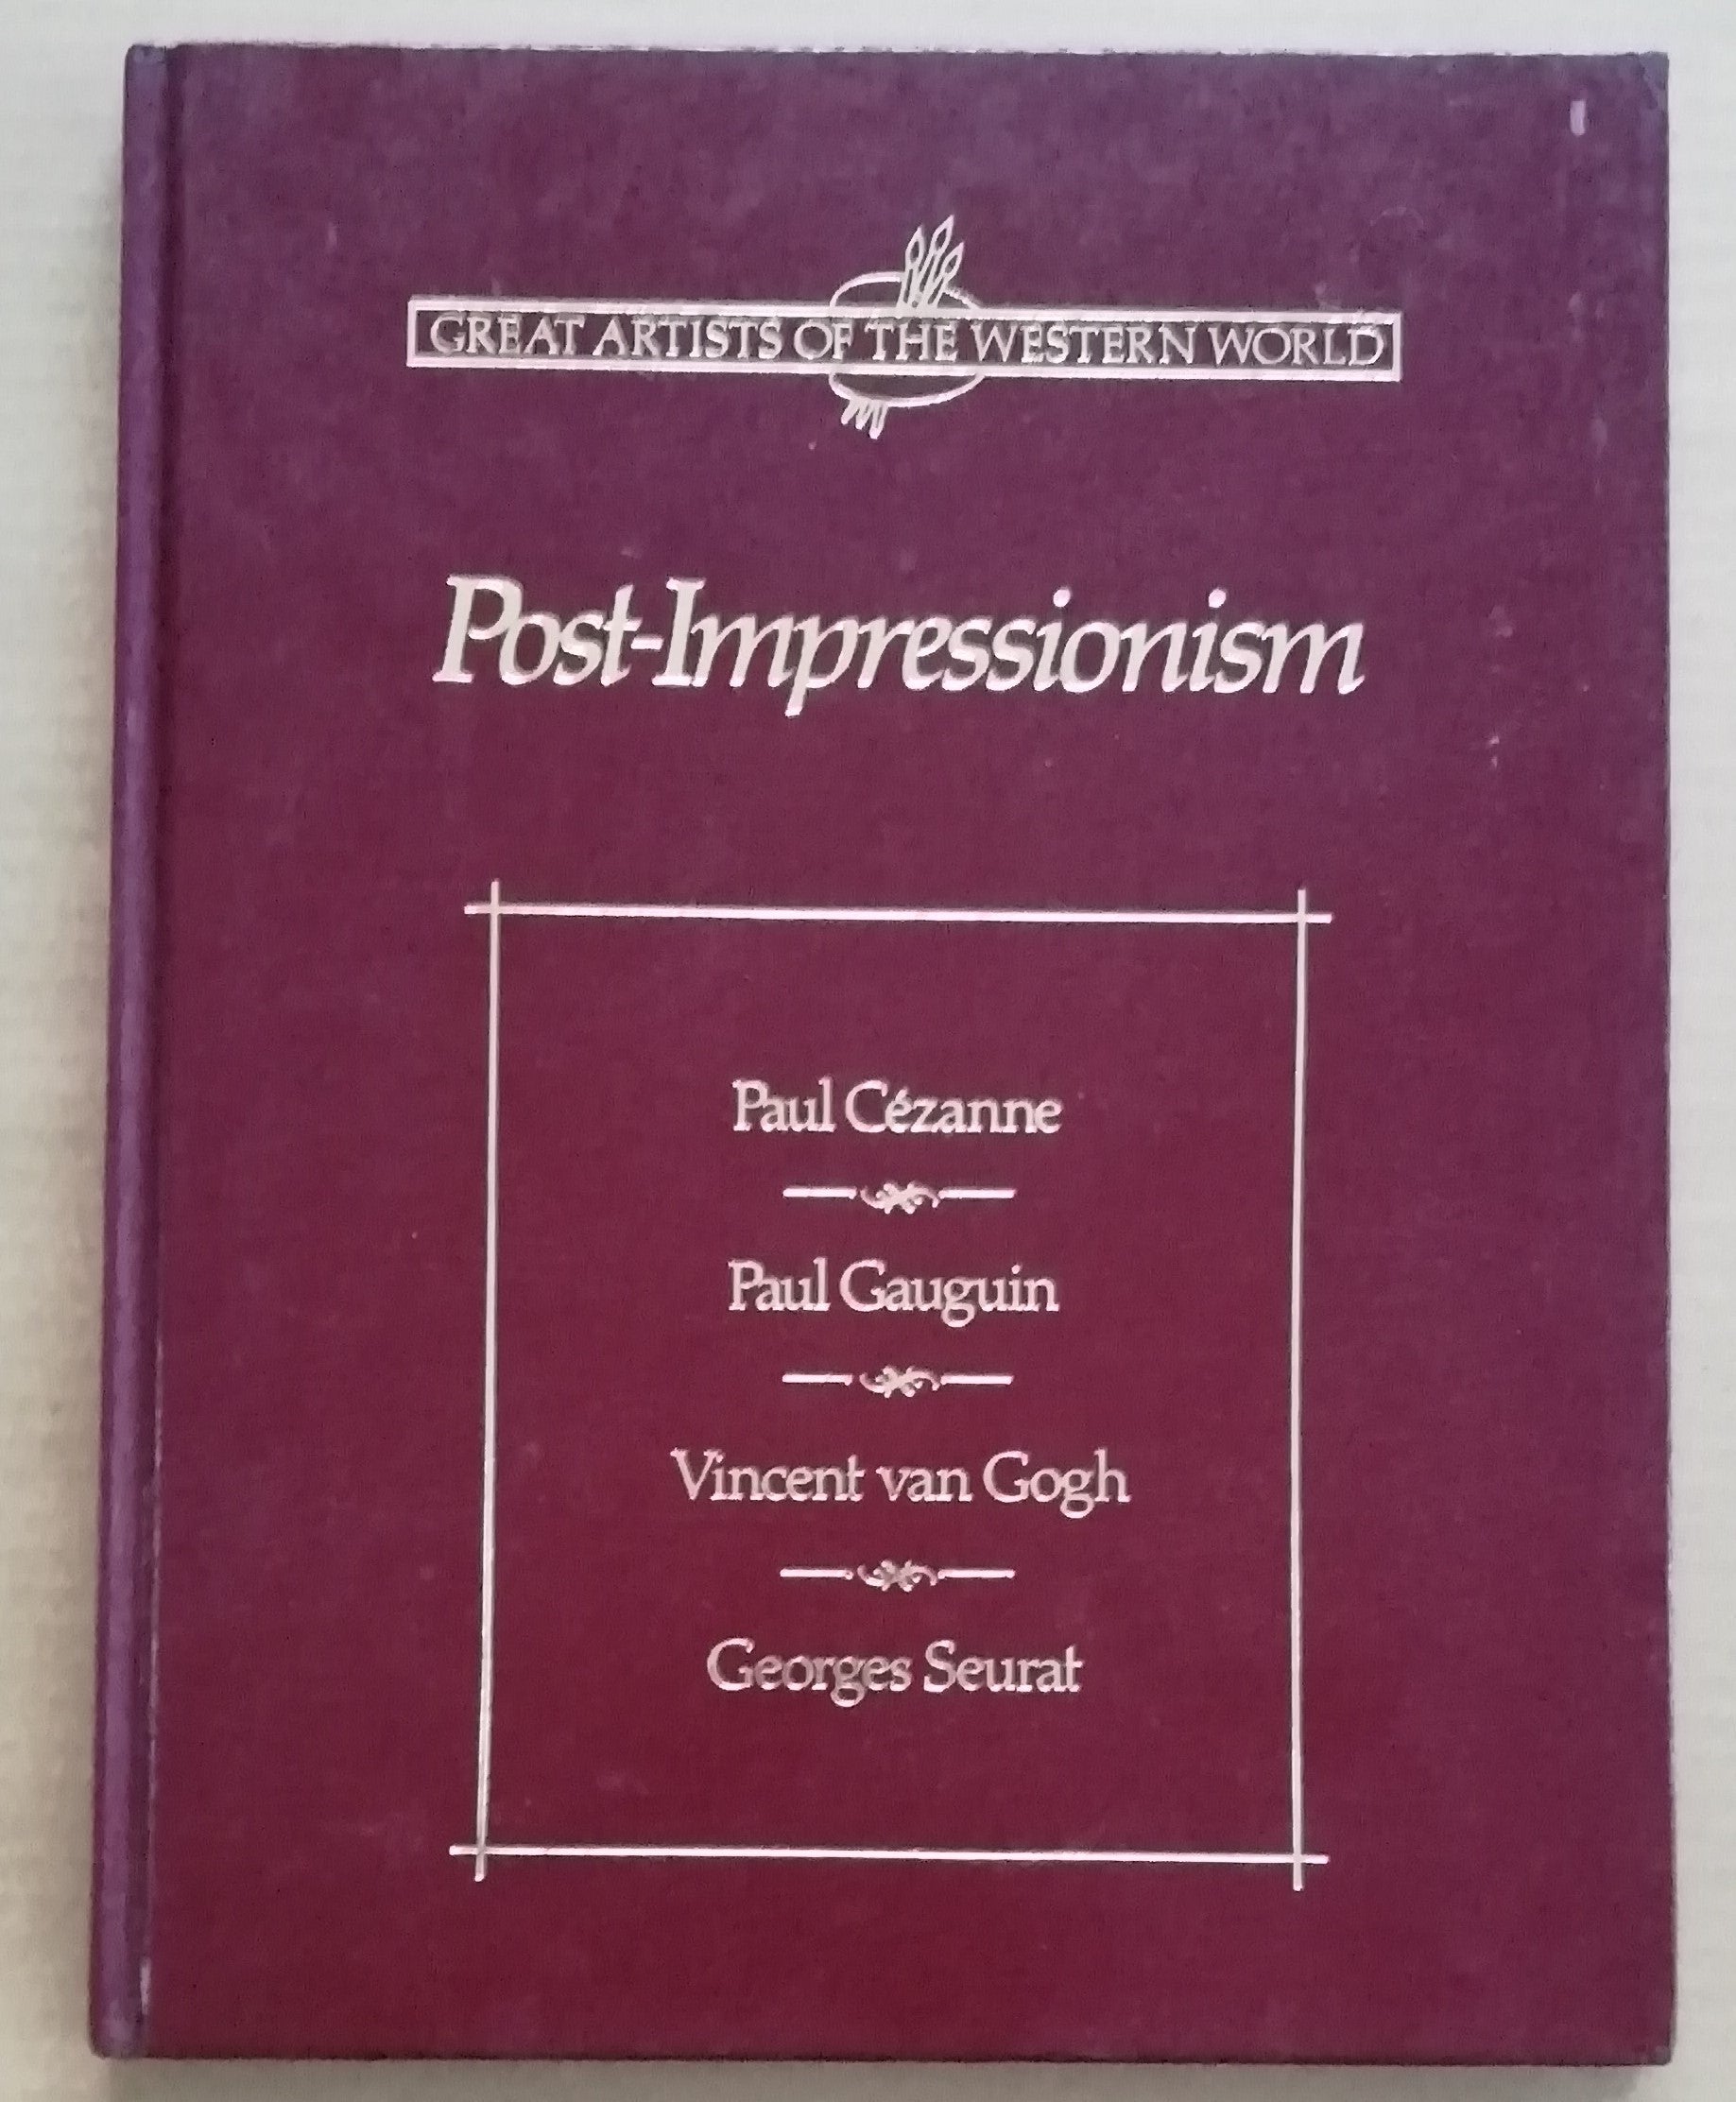 GREAT ARTISTS OF THE WESTERN WORLD
Post-Impressionism
Paul Cézanne
Paul Gauguin
Vincent van Gogh
Georges Seurat